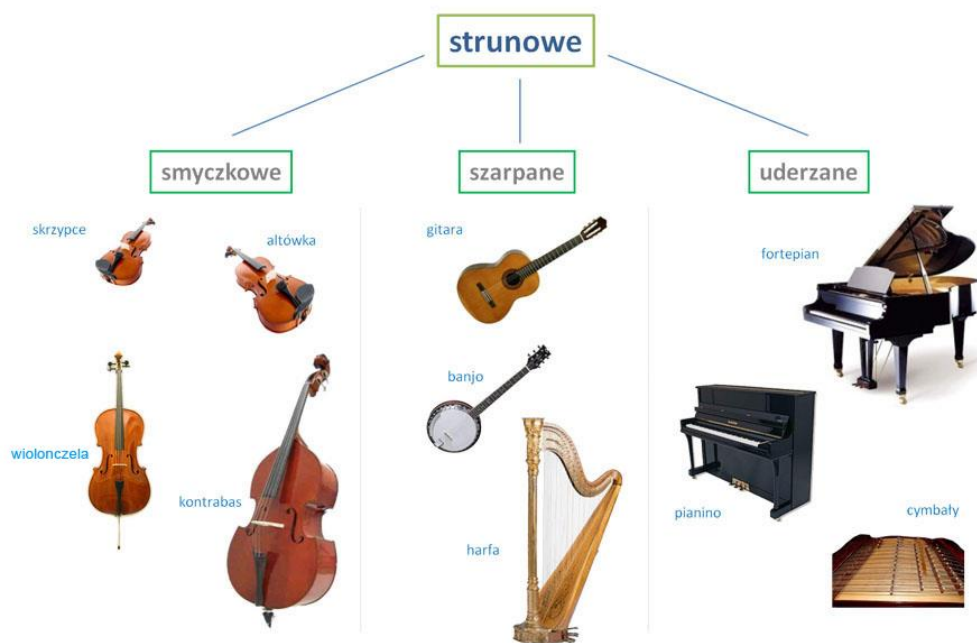 strunowe
smyczkowe
szarpane
uderzane
skrzypce
altówka
gitara
fortepian
banjo
wiolonczela
kontrabas
harfa
pianino
cymbały